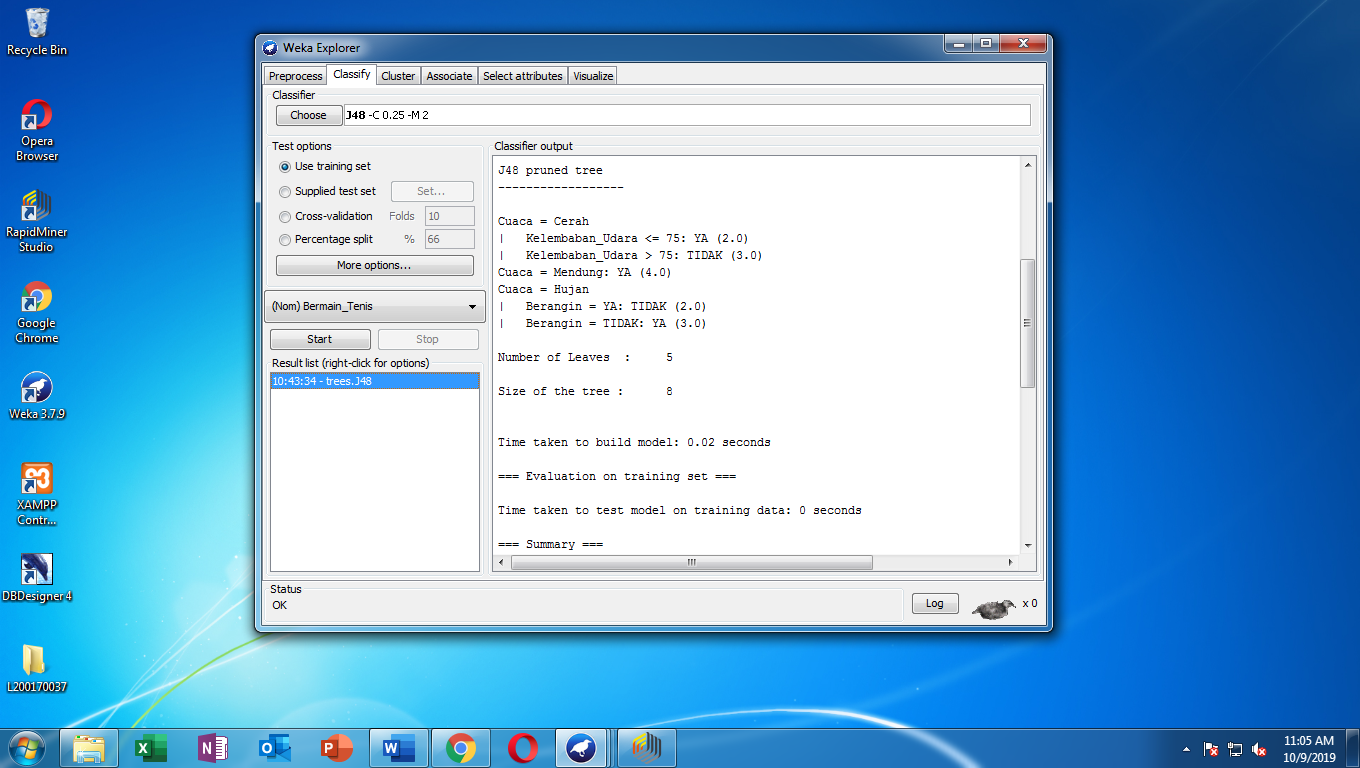 Recycle Bin
Opera
Browser
RapidMiner
Studio
Google
Chrome
Weka 3.7.9
XAMPP
Contr...
DBDesigner 4
L200170037
Weka Explorer
Preprocess Classify Cluster Associate Select attributes Visualize
Classifier
Choose J48 -C 0.25 -M 2
Test options
Use training set
Supplied test set Set...
Cross-validation Folds 10
Percentage split % 66
More options...
(Nom) Bermain_Tenis
Start Stop
Result list (right-click for options)
10:43:34 - trees.J48
Classifier output
J48 pruned tree
------------------
Cuaca = Cerah
|   Kelembaban_Udara <= 75: YA (2.0)
|   Kelembaban_Udara > 75: TIDAK (3.0)
Cuaca = Mendung: YA (4.0)
Cuaca = Hujan
|   Berangin = YA: TIDAK (2.0)
|   Berangin = TIDAK: YA (3.0)
Number of Leaves  :     5
Size of the tree :      8
Time taken to build model: 0.02 seconds
=== Evaluation on training set ===
Time taken to test model on training data: 0 seconds
=== Summary ===
Status
OK
Log x 0
11:05 AM
10/9/2019